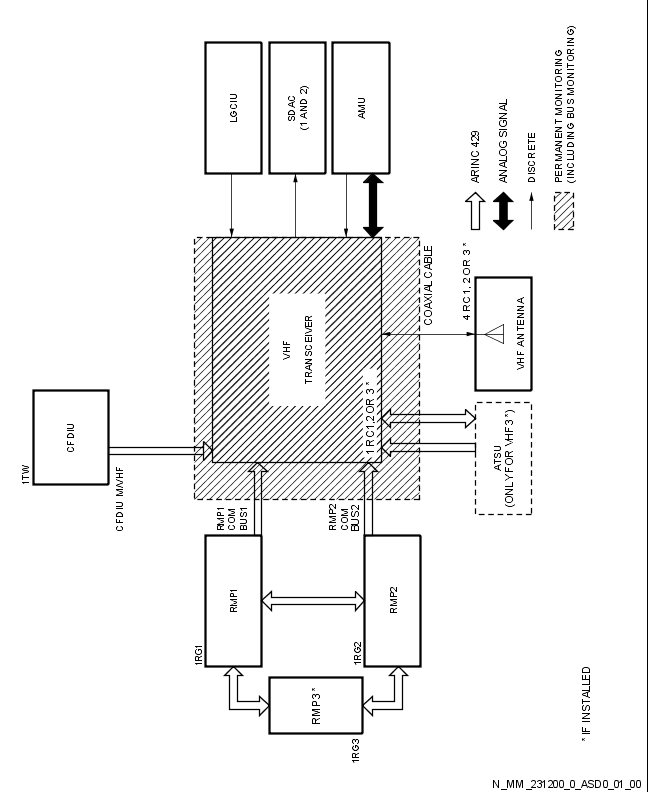 1TW
CFDIU
CFDIU M/VHF
LGCIU
SDAC
(1 AND 2)
AMU
VHF
TRANSCEIVER
1 RC1, 2 OR 3 *
RMP1
COM
BUS1
RMP2
COM
BUS2
1RG1
RMP1
1RG2
RMP2
1RG3
RMP3 *
COAXIAL CABLE
4 RC1, 2 OR 3 *
VHF ANTENNA
ATSU
(ONLY FOR VHF3 *)
ARINC 429
ANALOG SIGNAL
DISCRETE
PERMANENT MONITORING
(INCLUDING BUS MONITORING)
* IF INSTALLED
N_MM_231200_0_ASD0_01_00